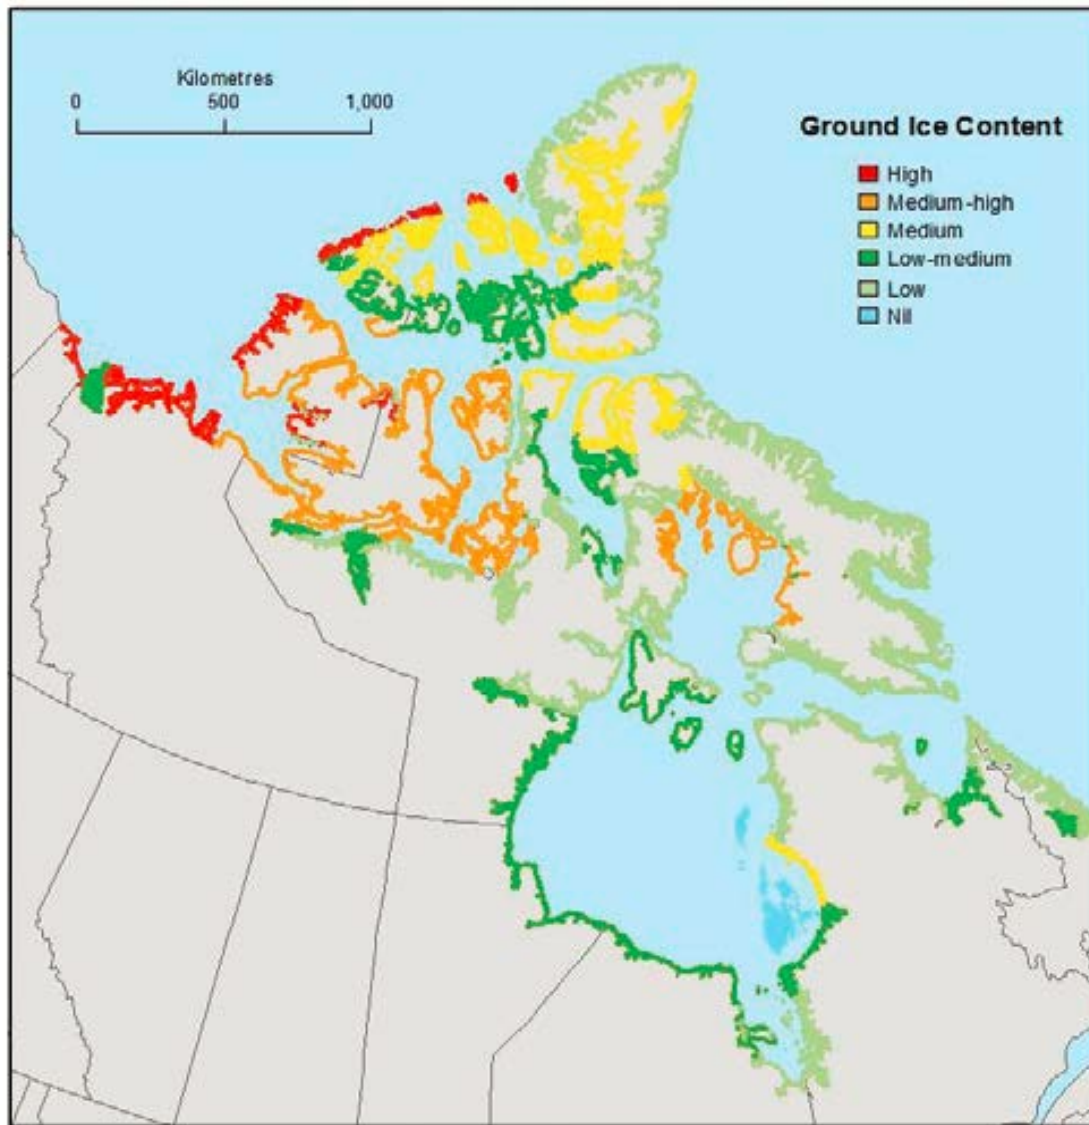 Kilometres
0 500 1,000
Ground Ice Content
High
Medium-high
Medium
Low-medium
Low
Nil